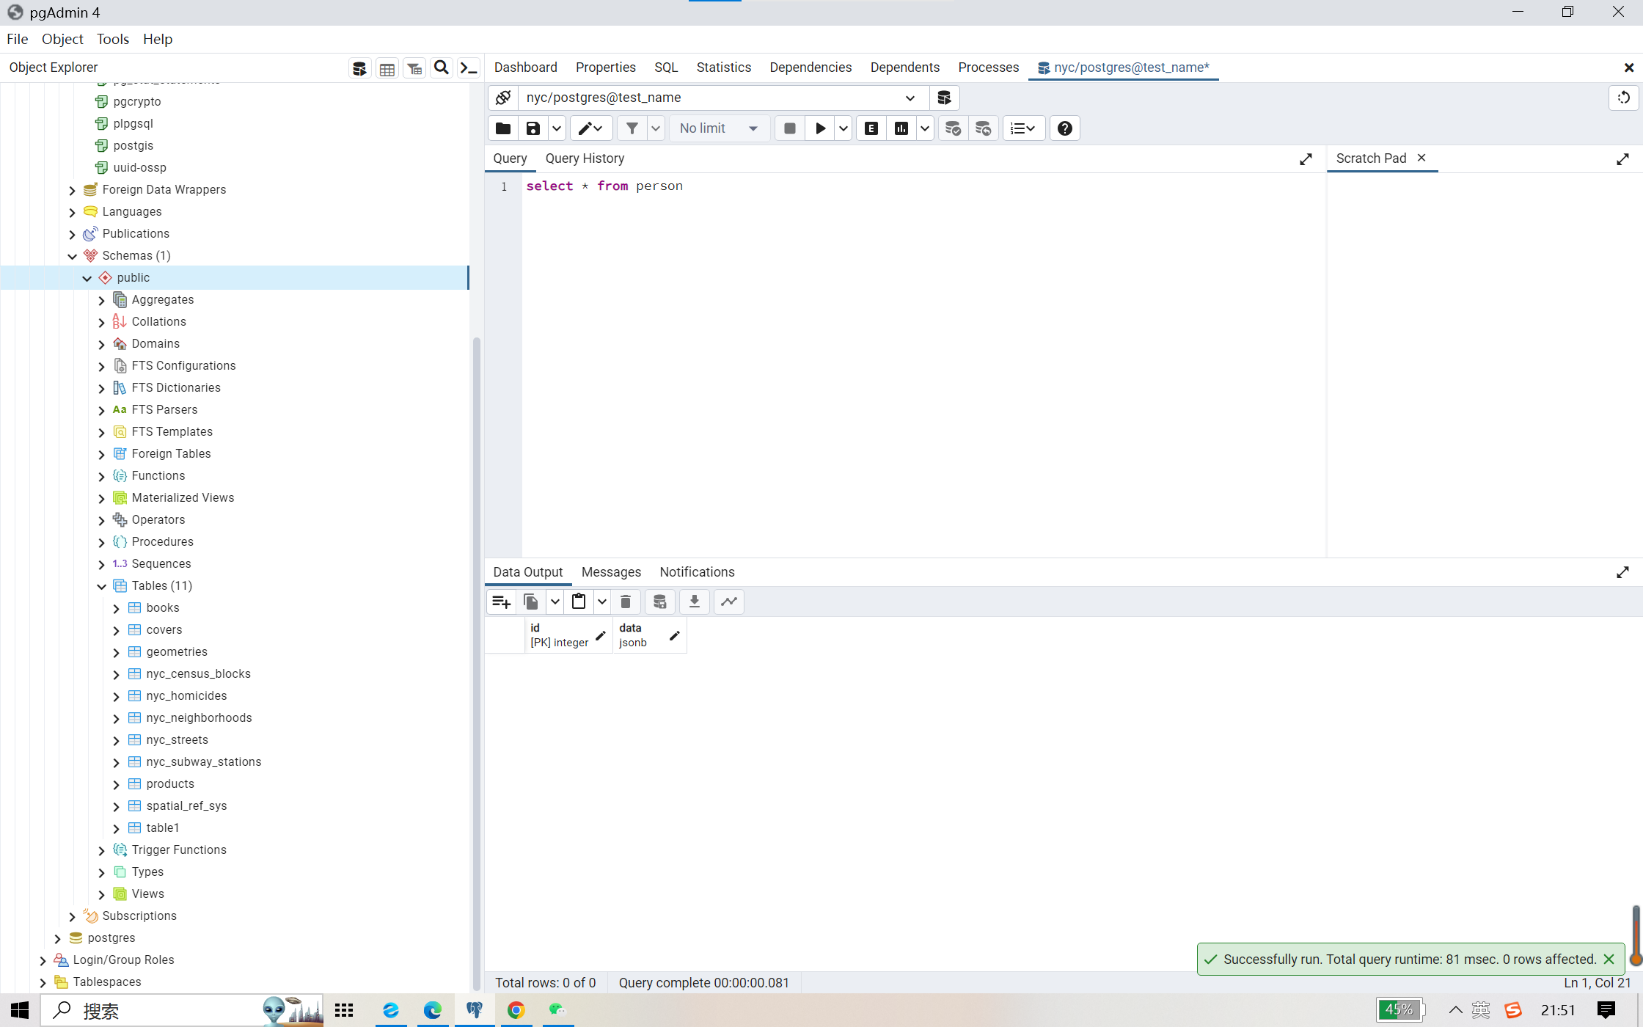 pgAdmin 4
File Object Tools Help
Object Explorer
Dashboard Properties SQL Statistics Dependencies Dependents Processes nyc/postgres@test_name*
nyc/postgres@test_name
No limit
E
Query Query History
Scratch Pad
1 select * from person
pgcrypto
plpgsql
postgis
uuid-ossp
Foreign Data Wrappers
Languages
Publications
Schemas (1)
public
Aggregates
Collations
Domains
FTS Configurations
FTS Dictionaries
Aa FTS Parsers
FTS Templates
Foreign Tables
Functions
Materialized Views
Operators
Procedures
1..3 Sequences
Tables (11)
books
covers
geometries
nyc_census_blocks
nyc_homicides
nyc_neighborhoods
nyc_streets
nyc_subway_stations
products
spatial_ref_sys
table1
Trigger Functions
Types
Views
Subscriptions
postgres
Login/Group Roles
Tablespaces
Data Output Messages Notifications
id
[PK] integer
data
jsonb
Successfully run. Total query runtime: 81 msec. 0 rows affected.
Total rows: 0 of 0 Query complete 00:00:00.081
Ln 1, Col 21
搜索
45%
英
21:51